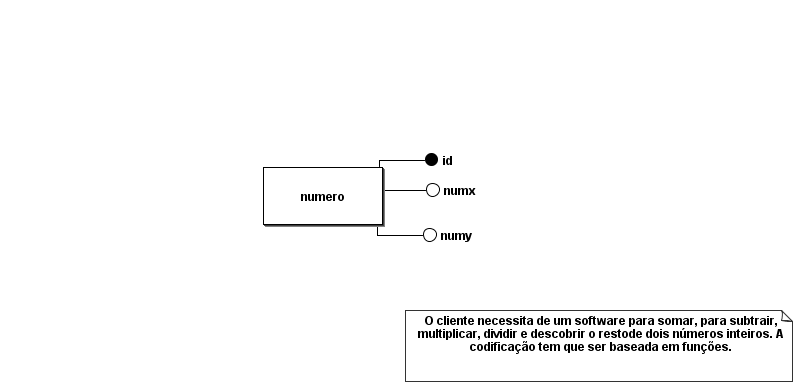 id
numero
numx
numy
O cliente necessita de um software para somar, para subtrair,
multiplicar, dividir e descobrir o restode dois números inteiros. A
codificação tem que ser baseada em funções.